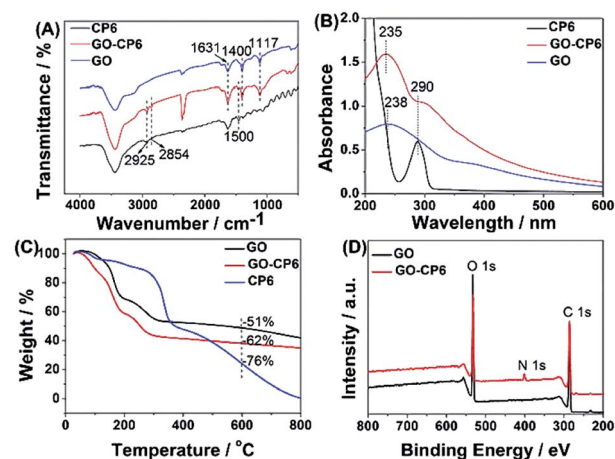 (A)
CP6
GO-CP6
GO
1631 1400 1117
1500
2925 2854
Transmittance / %
4000 3000 2000 1000
Wavenumber / cm-1
(B)
CP6
GO-CP6
GO
235
290
238
Absorbance
2.0
1.5
1.0
0.5
0.0
200 300 400 500 600
Wavelength / nm
(C)
GO
GO-CP6
CP6
-51%
-62%
-76%
Weight / %
100
80
60
40
20
0
0 200 400 600 800
Temperature / °C
(D)
GO
GO-CP6
O 1s
C 1s
N 1s
Intensity / a.u.
800 700 600 500 400 300 200
Binding Energy / eV